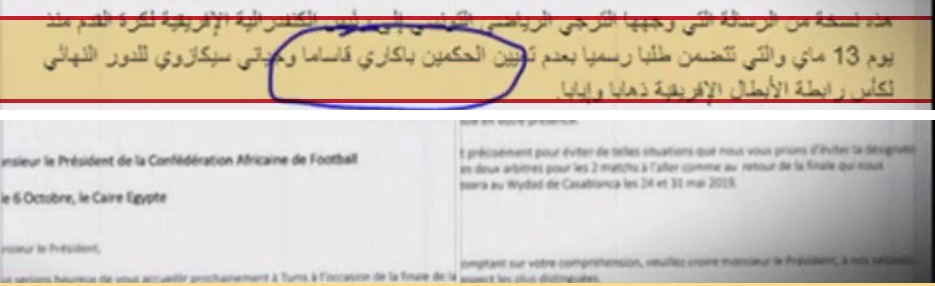 هذه نسخة من الرسالة التي وجهها الترجي الرياضي التونسي إلى رئيس الكنفدرالية الإفريقية لكرة القدم منذ
يوم 13 ماي والتي تتضمن طلبا رسميا بعدم تعيين الحكمين باكاري قاساما وجياني سيكازوي للدور النهائي
لكأس رابطة الأبطال الإفريقية ذهابا وإيابا.
nsieur le Président de la Confédération Africaine de Football
le 6 Octobre, le Caire Egypte
nsieur le Président,
serions heureux de vous accueillir prochainement à Tunis à l'occasion de la finale de la
en votre présence.
t précisément pour éviter de telles situations que nous vous prions d'éviter la désignati
es deux arbitres pour les 2 matchs à l'aller comme au retour de la finale qui nous
osera au Wydad de Casablanca les 24 et 31 mai 2019.
omptant sur votre compréhension, veuillez croire monsieur le Président, à nos
espect les plus distinguées.